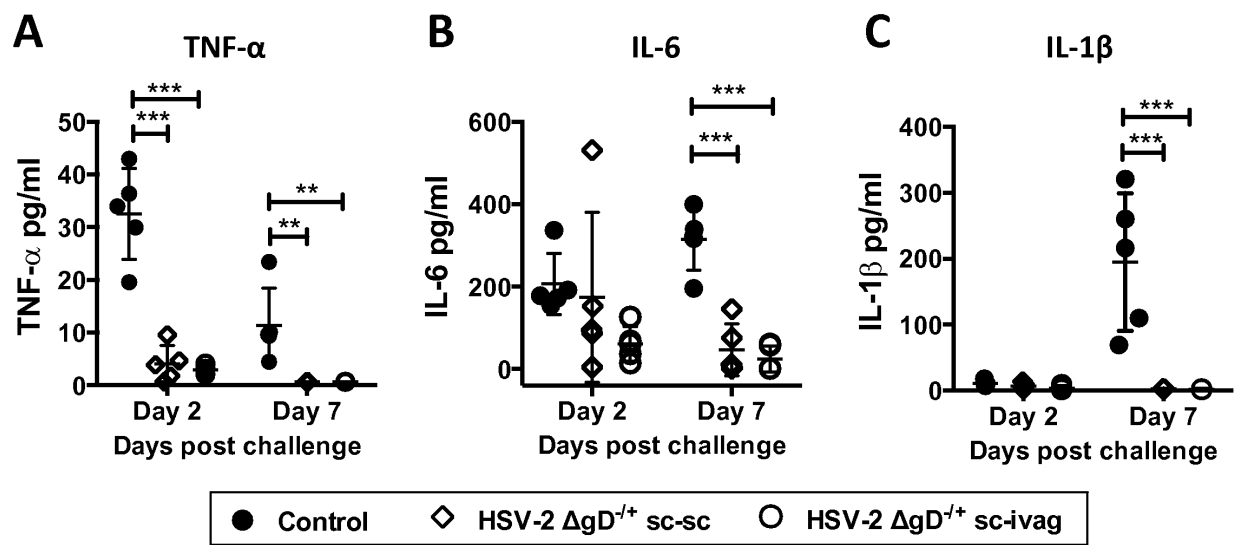 A
TNF-α
B
IL-6
C
IL-1β
***
***
**
**
TNF-α pg/ml
50
40
30
20
10
0
Day 2
Day 7
Days post challenge
***
***
IL-6 pg/ml
600
400
200
0
Day 2
Day 7
Days post challenge
***
***
IL-1β pg/ml
400
300
200
100
0
Day 2
Day 7
Days post challenge
Control
HSV-2 ΔgD-/+ sc-sc
HSV-2 ΔgD-/+ sc-ivag